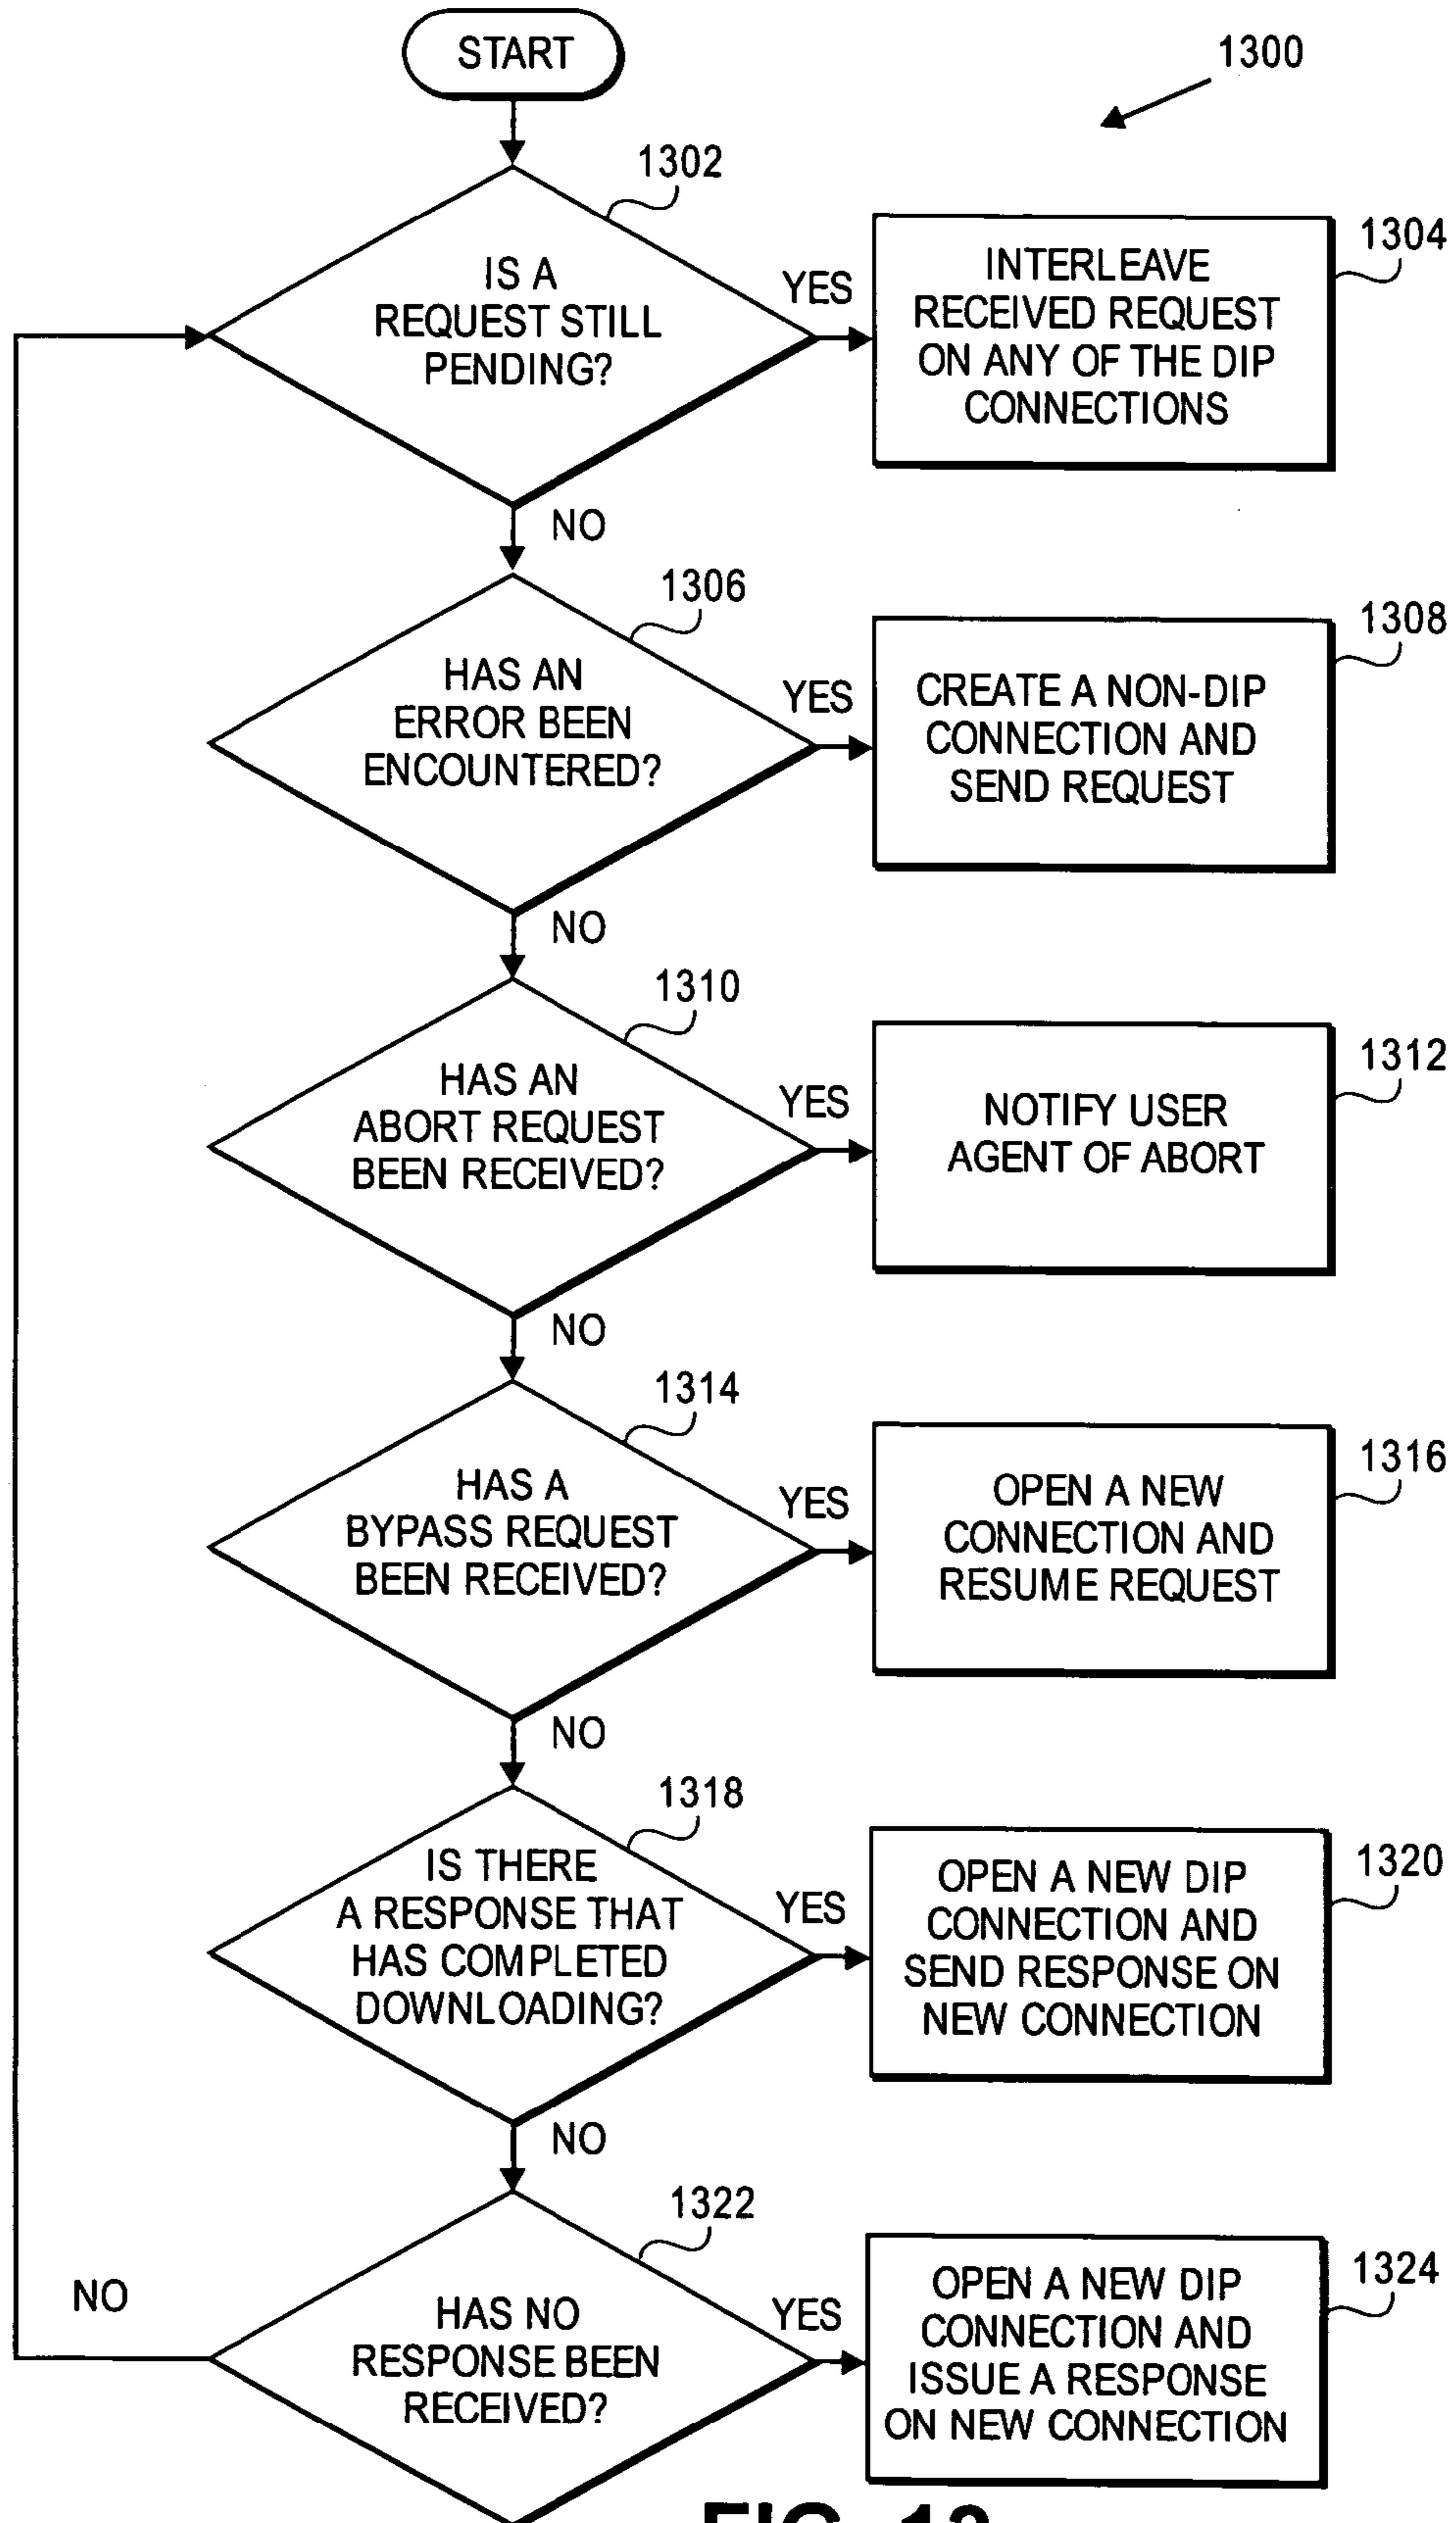 START
1300
1302
IS A
REQUEST STILL
PENDING?
YES
1304
INTERLEAVE
RECEIVED REQUEST
ON ANY OF THE DIP
CONNECTIONS
NO
1306
HAS AN
ERROR BEEN
ENCOUNTERED?
YES
1308
CREATE A NON-DIP
CONNECTION AND
SEND REQUEST
NO
1310
HAS AN
ABORT REQUEST
BEEN RECEIVED?
YES
1312
NOTIFY USER
AGENT OF ABORT
NO
1314
HAS A
BYPASS REQUEST
BEEN RECEIVED?
YES
1316
OPEN A NEW
CONNECTION AND
RESUME REQUEST
NO
1318
IS THERE
A RESPONSE THAT
HAS COMPLETED
DOWNLOADING?
YES
1320
OPEN A NEW DIP
CONNECTION AND
SEND RESPONSE ON
NEW CONNECTION
NO
1322
HAS NO
RESPONSE BEEN
RECEIVED?
NO
YES
1324
OPEN A NEW DIP
CONNECTION AND
ISSUE A RESPONSE
ON NEW CONNECTION